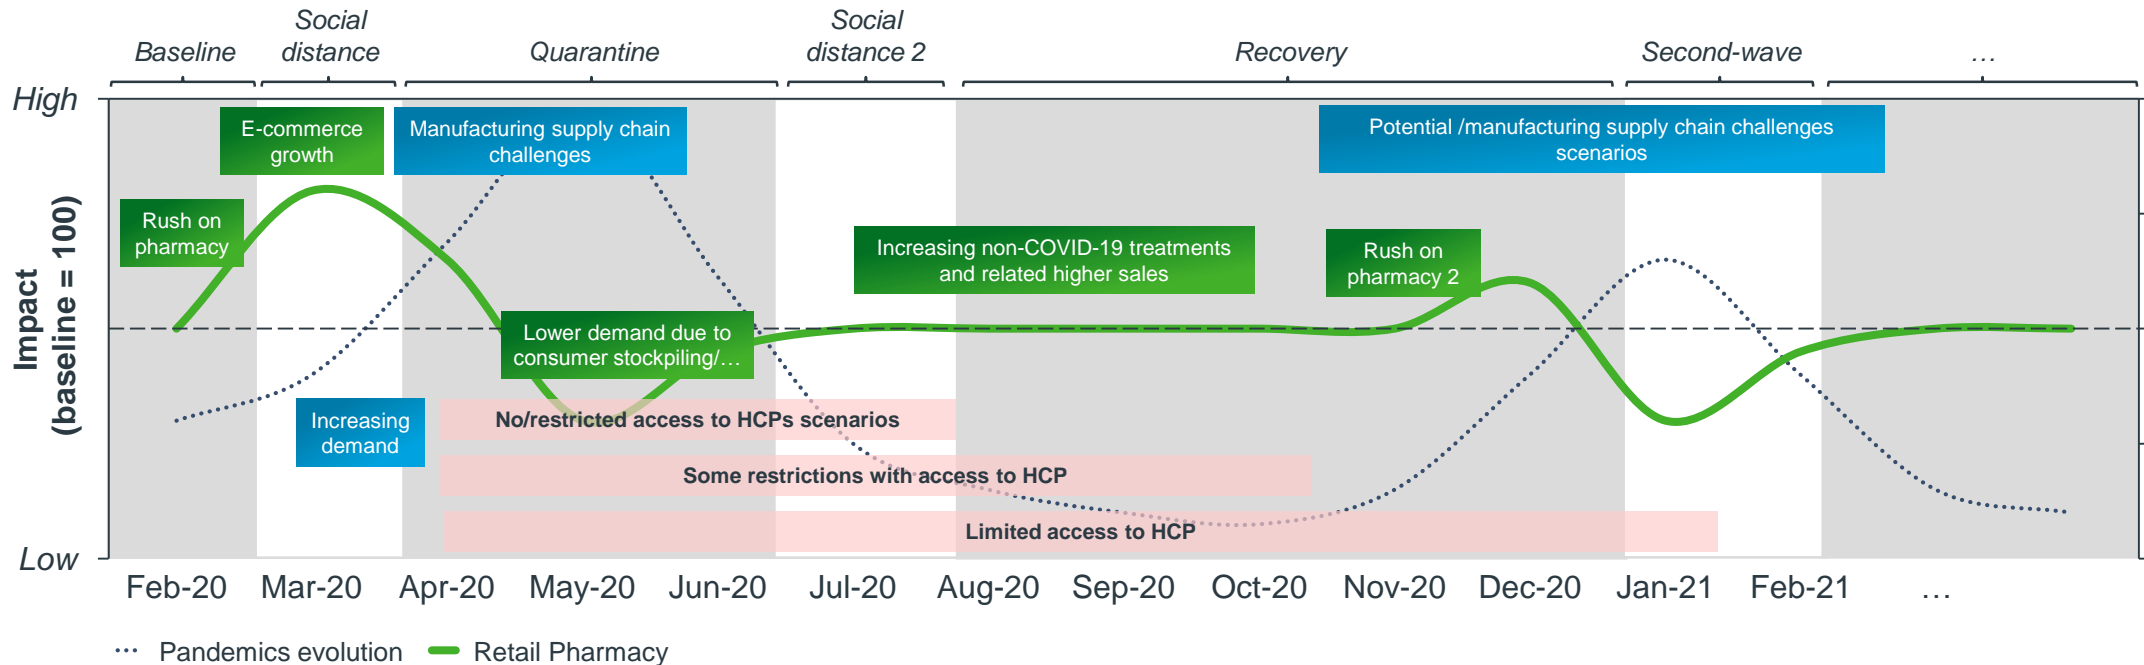 Social
distance
Social
distance 2
Baseline
Quarantine
Recovery
Second-wave
...
High
E-commerce
growth
Manufacturing supply chain
challenges
Potential /manufacturing supply chain challenges
scenarios
Rush on
pharmacy
Increasing non-COVID-19 treatments
and related higher sales
Rush on
pharmacy 2
Impact
(baseline = 100)
Lower demand due to
consumer stockpiling/…
Increasing
demand
No/restricted access to HCPs scenarios
Some restrictions with access to HCP
Limited access to HCP
Low
Feb-20 Mar-20 Apr-20 May-20 Jun-20 Jul-20 Aug-20 Sep-20 Oct-20 Nov-20 Dec-20 Jan-21 Feb-21 ...
Pandemics evolution Retail Pharmacy